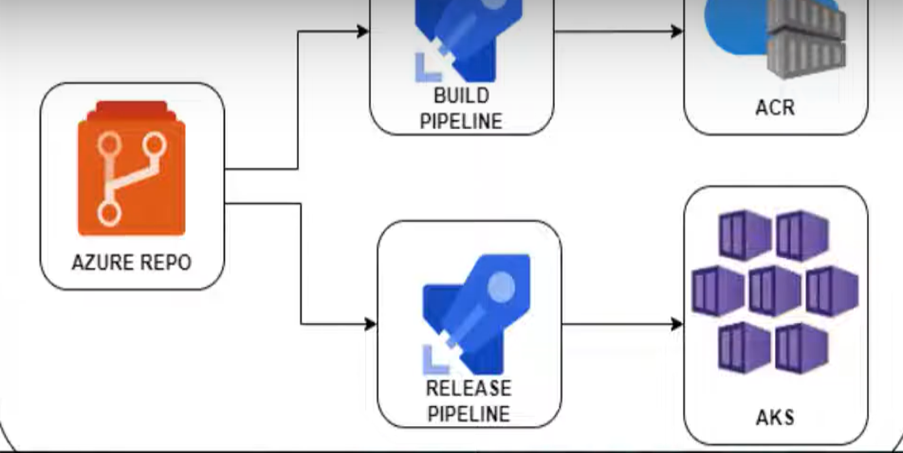 BUILD
PIPELINE
ACR
AZURE REPO
RELEASE
PIPELINE
AKS